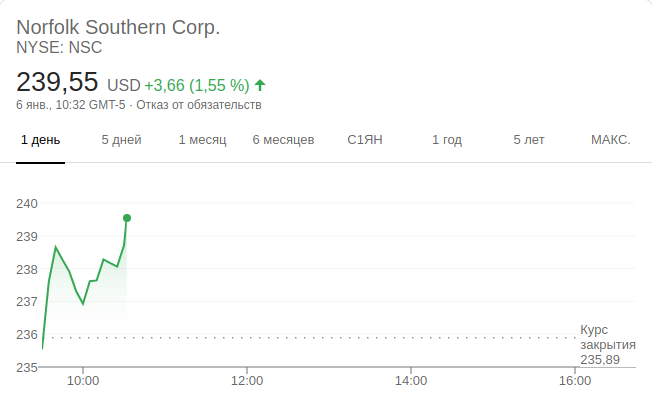 Norfolk Southern Corp.
NYSE: NSC
239,55 USD +3,66 (1,55 %)
6 янв., 10:32 GMT-5 · Отказ от обязательств
1 день 5 дней 1 месяц 6 месяцев С1ЯН 1 год 5 лет МАКС.
240
239
238
237
236
235
Курс
закрытия
235,89
10:00 12:00 14:00 16:00